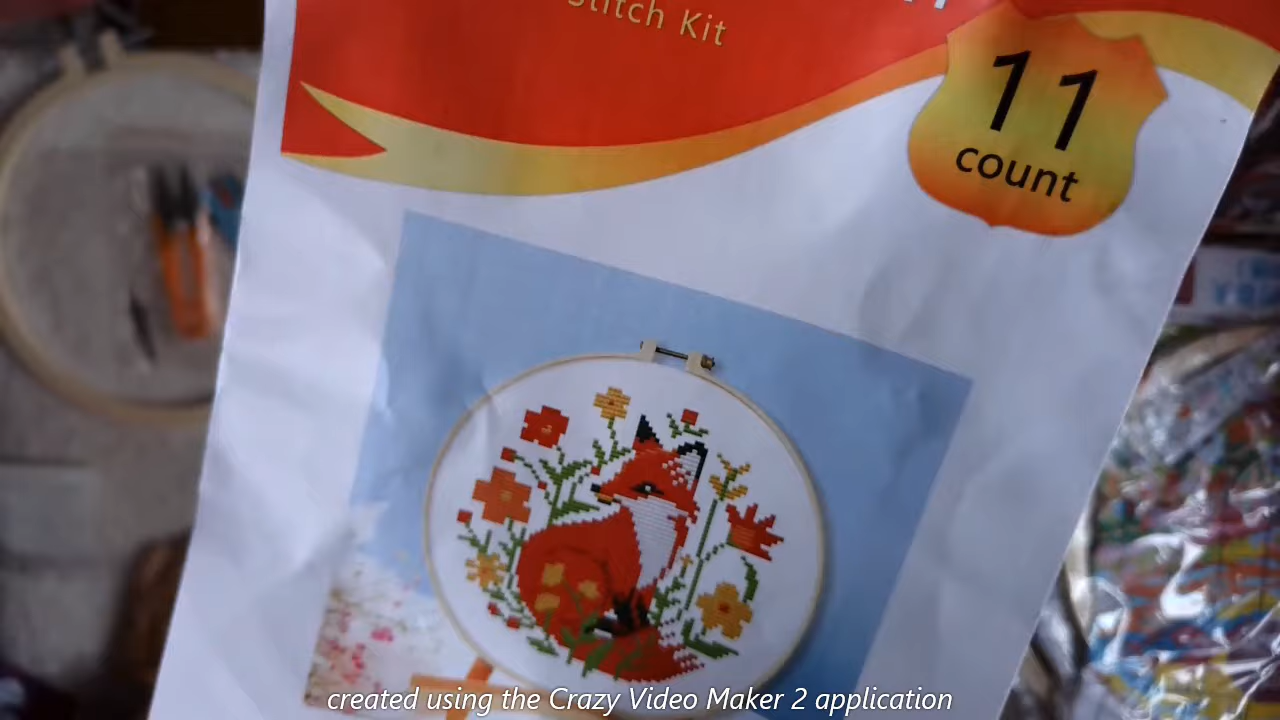 Stitch Kit
11
count
created using the Crazy Video Maker 2 application